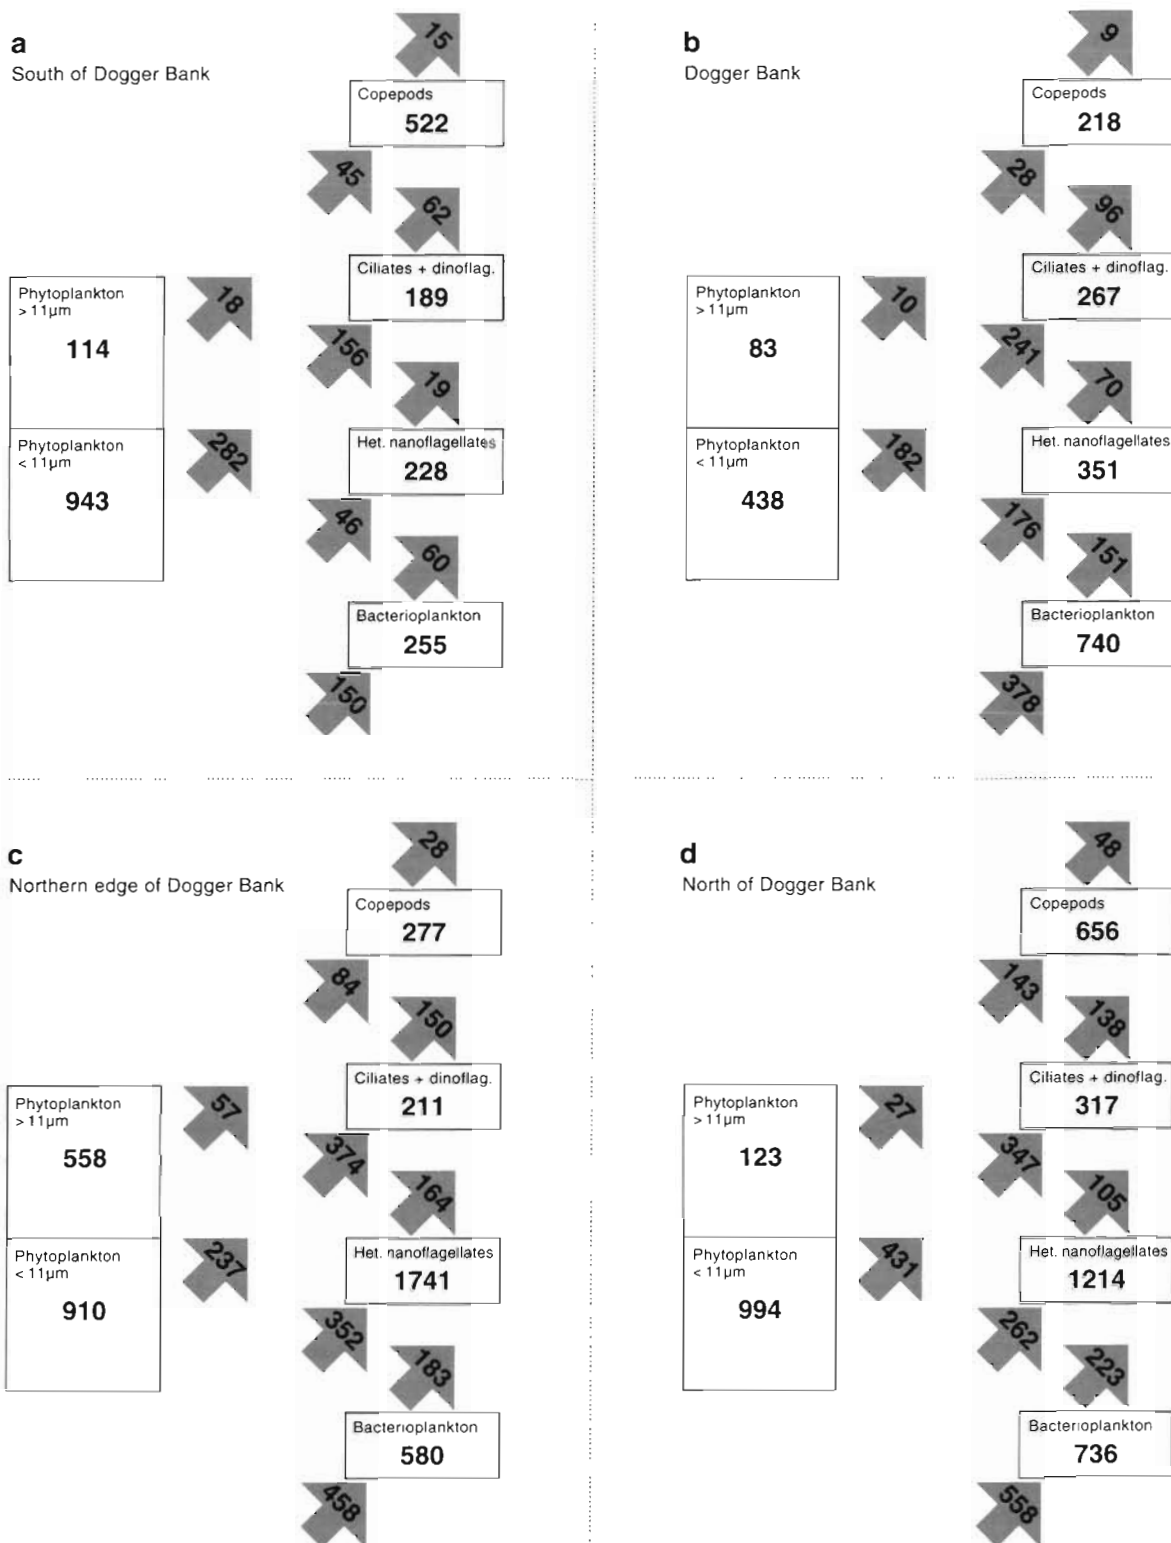 a
South of Dogger Bank
15
Copepods
522
45
62
Ciliates + dinoflag.
189
Phytoplankton
> 11µm
114
18
156
19
Het. nanoflagellates
228
Phytoplankton
< 11µm
943
282
46
60
Bacterioplankton
255
150
b
Dogger Bank
9
Copepods
218
28
96
Ciliates + dinoflag.
267
Phytoplankton
> 11µm
83
10
241
70
Het. nanoflagellates
351
Phytoplankton
< 11µm
438
182
176
151
Bacterioplankton
740
378
c
Northern edge of Dogger Bank
28
Copepods
277
84
150
Ciliates + dinoflag.
211
Phytoplankton
> 11µm
558
57
374
164
Het. nanoflagellates
1741
Phytoplankton
< 11µm
910
237
352
183
Bacterioplankton
580
458
d
North of Dogger Bank
48
Copepods
656
143
138
Ciliates + dinoflag.
317
Phytoplankton
> 11µm
123
27
347
105
Het. nanoflagellates
1214
Phytoplankton
< 11µm
994
431
262
223
Bacterioplankton
736
558